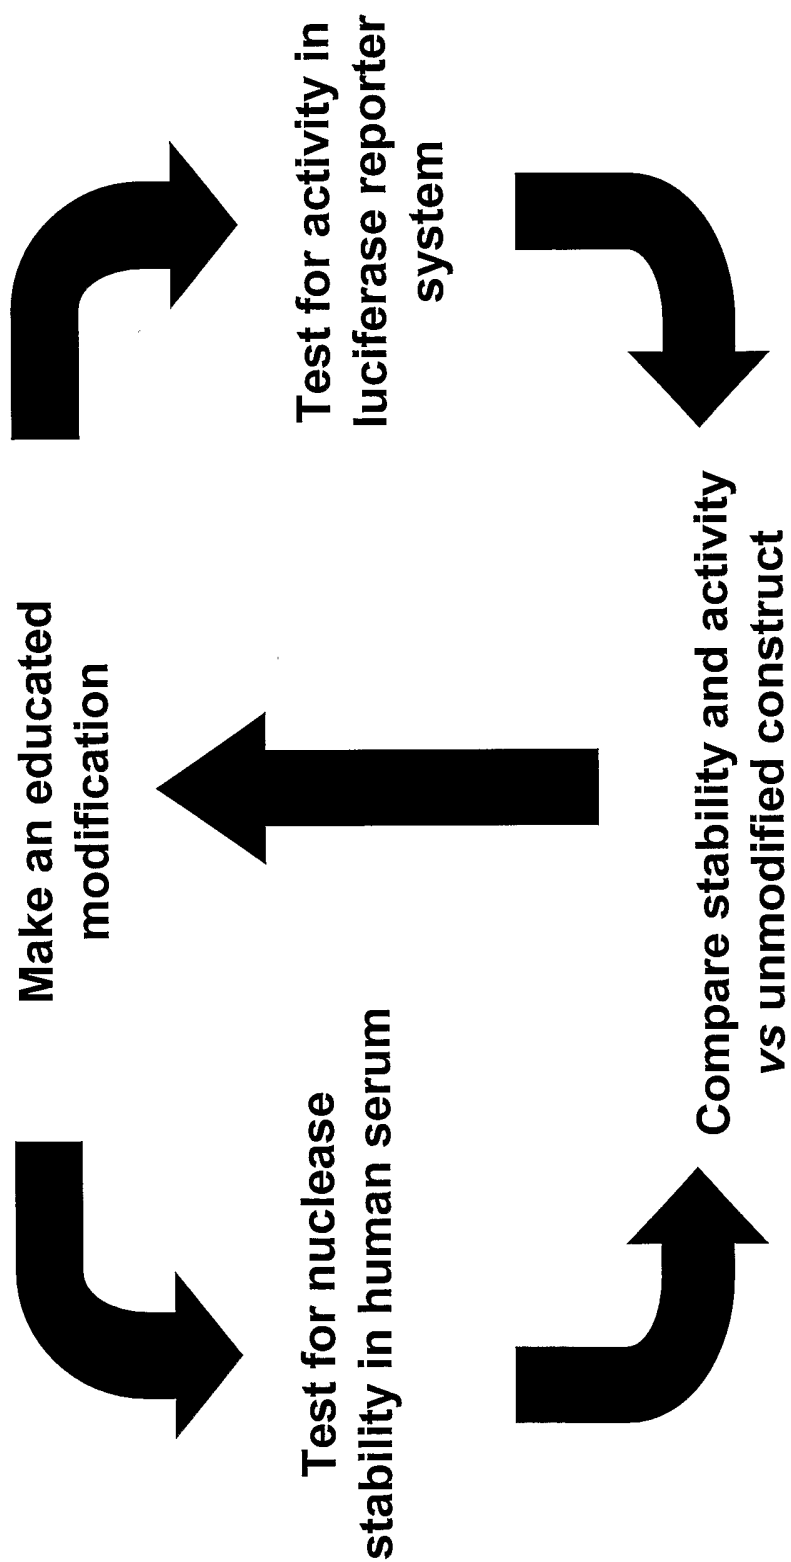 Make an educated
modification
Test for nuclease
stability in human serum
Test for activity in
luciferase reporter
system
Compare stability and activity
vs unmodified construct